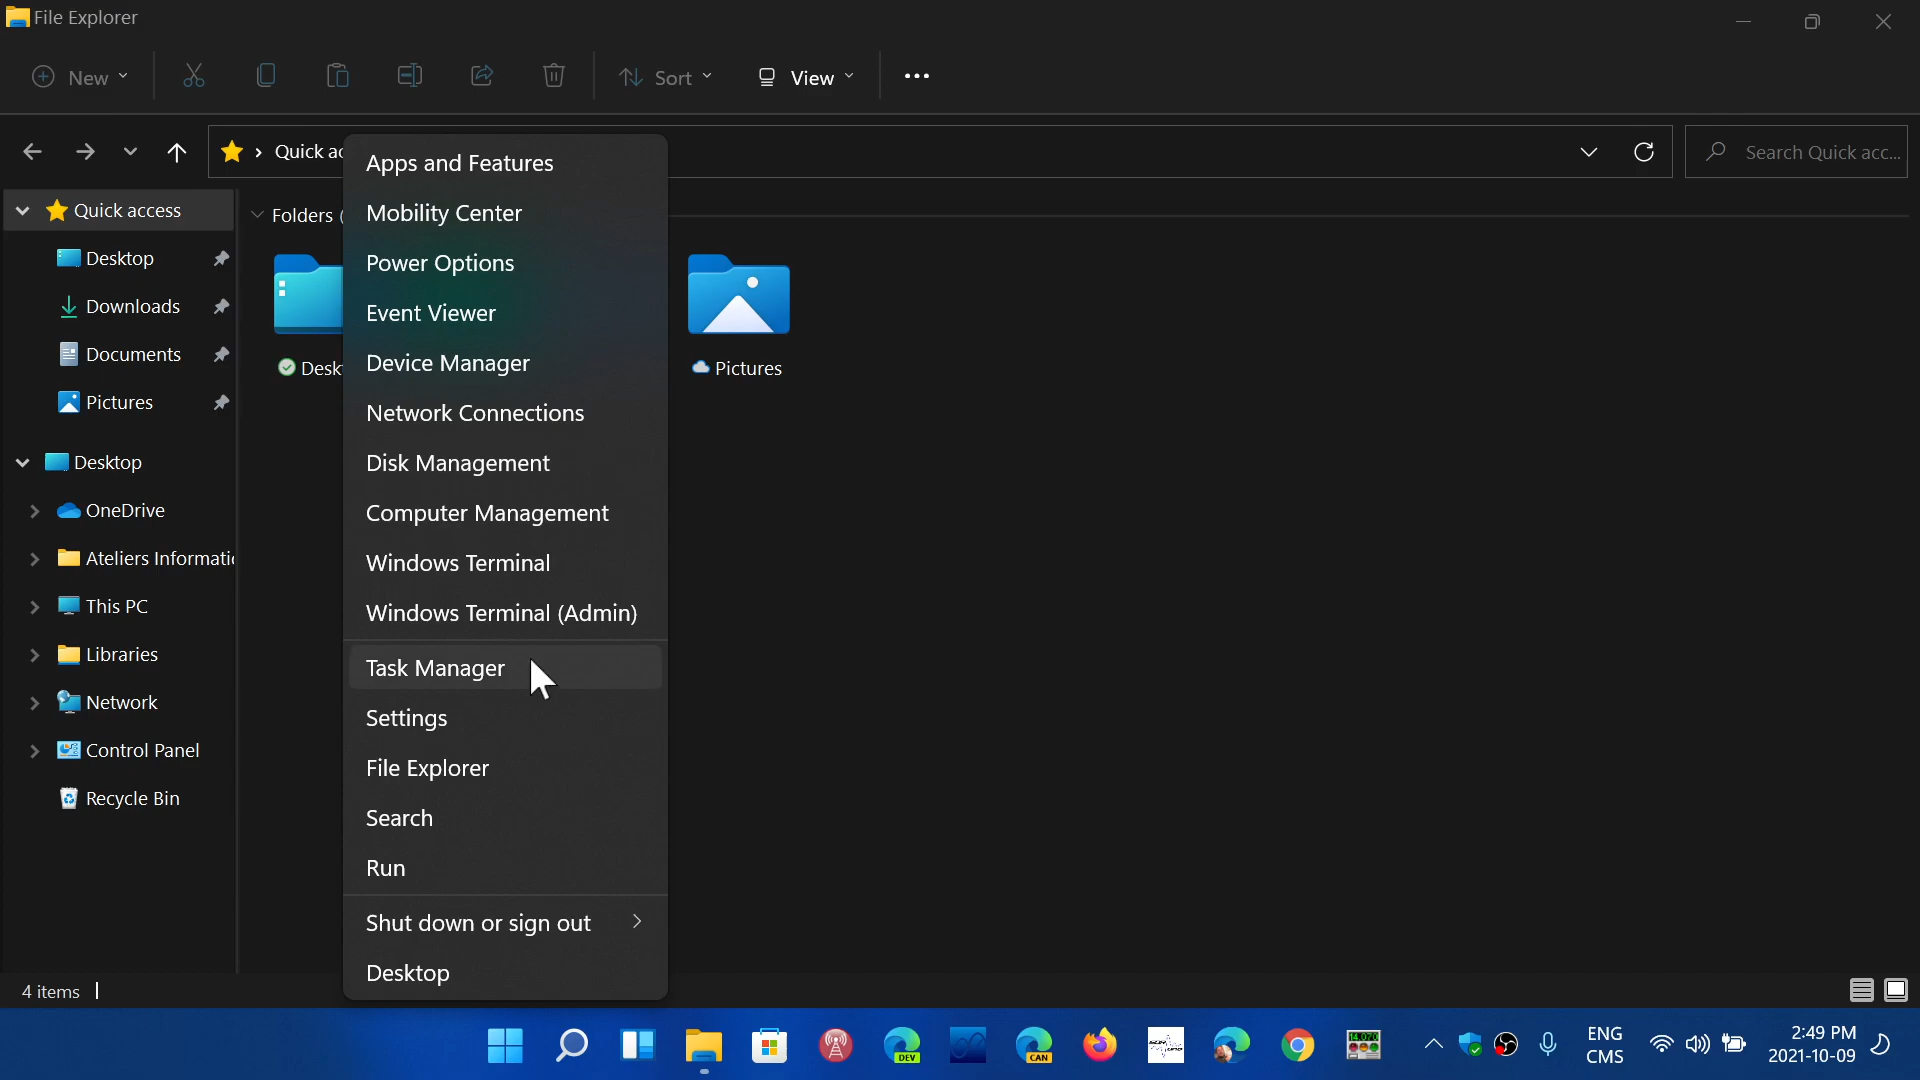 File Explorer
New
Sort
View
Quick ac
Search Quick acc...
Quick access
Desktop
Downloads
Documents
Pictures
Desktop
OneDrive
Ateliers Informatic
This PC
Libraries
Network
Control Panel
Recycle Bin
Folders (
Desk
Pictures
Apps and Features
Mobility Center
Power Options
Event Viewer
Device Manager
Network Connections
Disk Management
Computer Management
Windows Terminal
Windows Terminal (Admin)
Task Manager
Settings
File Explorer
Search
Run
Shut down or sign out
Desktop
4 items
DEV
CAN
ENG
CMS
2:49 PM
2021-10-09